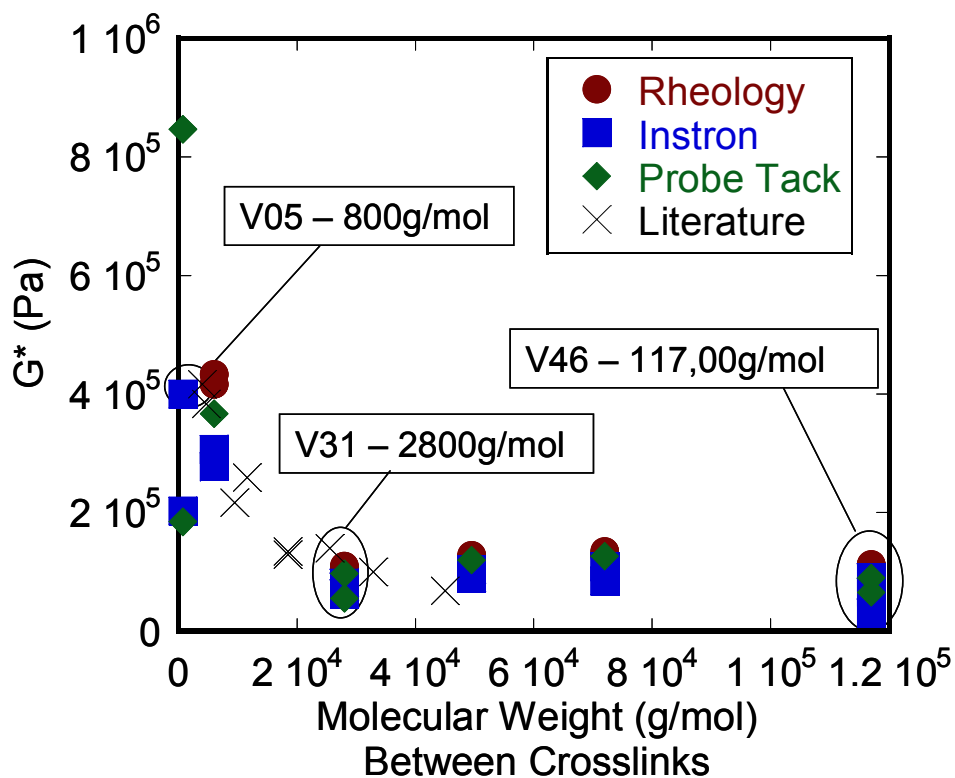 1 10⁶
8 10⁵
6 10⁵
4 10⁵
2 10⁵
0
G* (Pa)
Rheology
Instron
Probe Tack
Literature
V05 – 800g/mol
V46 – 117,00g/mol
V31 – 2800g/mol
0 2 10⁴ 4 10⁴ 6 10⁴ 8 10⁴ 1 10⁵ 1.2 10⁵
Molecular Weight (g/mol)
Between Crosslinks